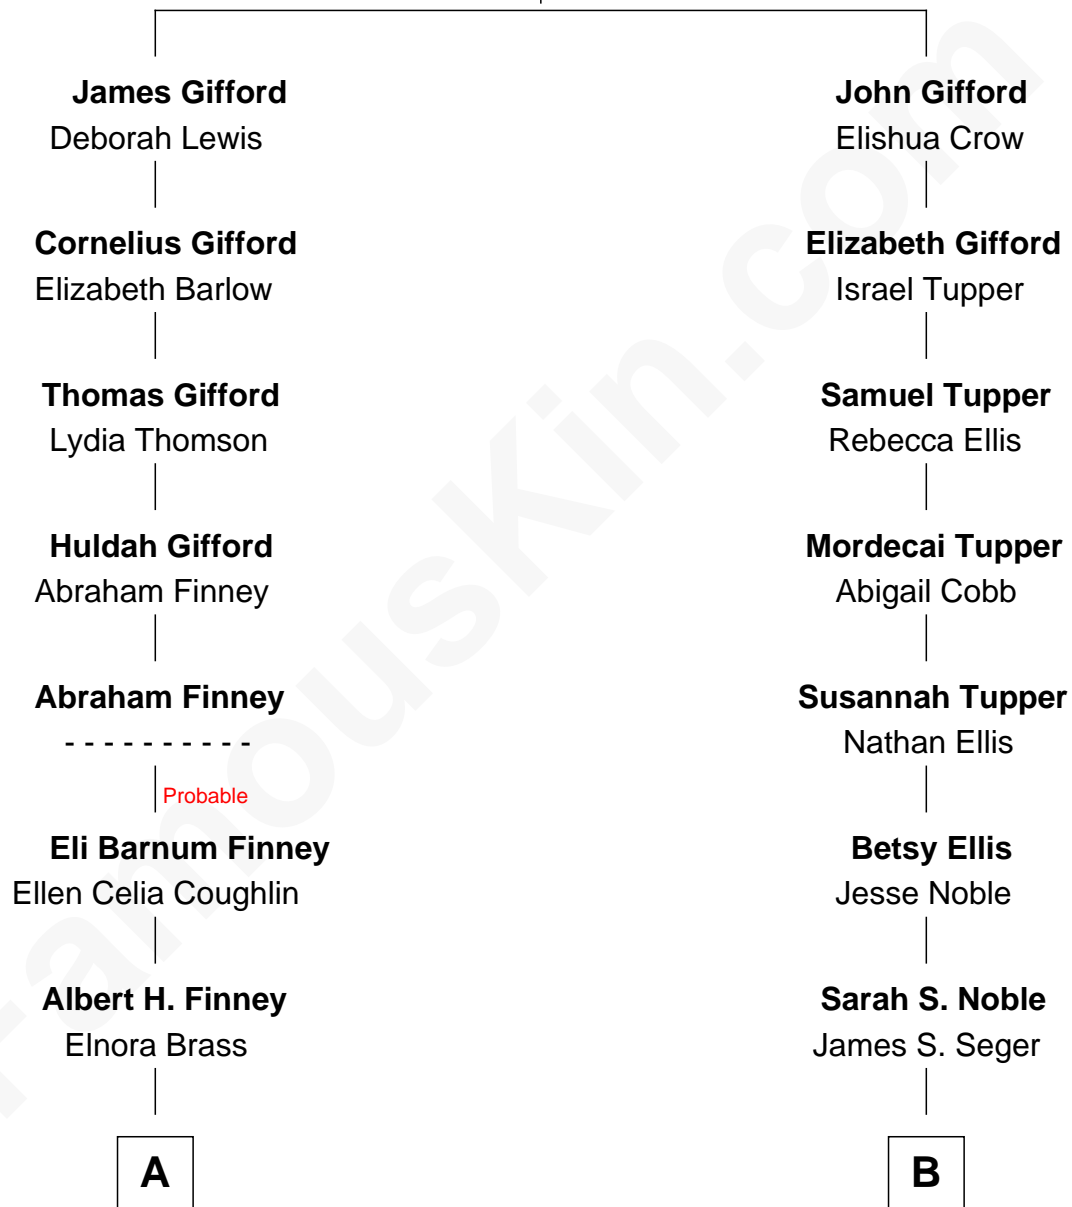 James Gifford
Deborah Lewis
John Gifford
Elishua Crow
Cornelius Gifford
Elizabeth Barlow
Elizabeth Gifford
Israel Tupper
Thomas Gifford
Lydia Thomson
Samuel Tupper
Rebecca Ellis
Huldah Gifford
Abraham Finney
Mordecai Tupper
Abigail Cobb
Abraham Finney
- - - - - - - - - -
Susannah Tupper
Nathan Ellis
Probable
Eli Barnum Finney
Ellen Celia Coughlin
Betsy Ellis
Jesse Noble
Albert H. Finney
Elnora Brass
Sarah S. Noble
James S. Seger
A
B
FamousKin.com